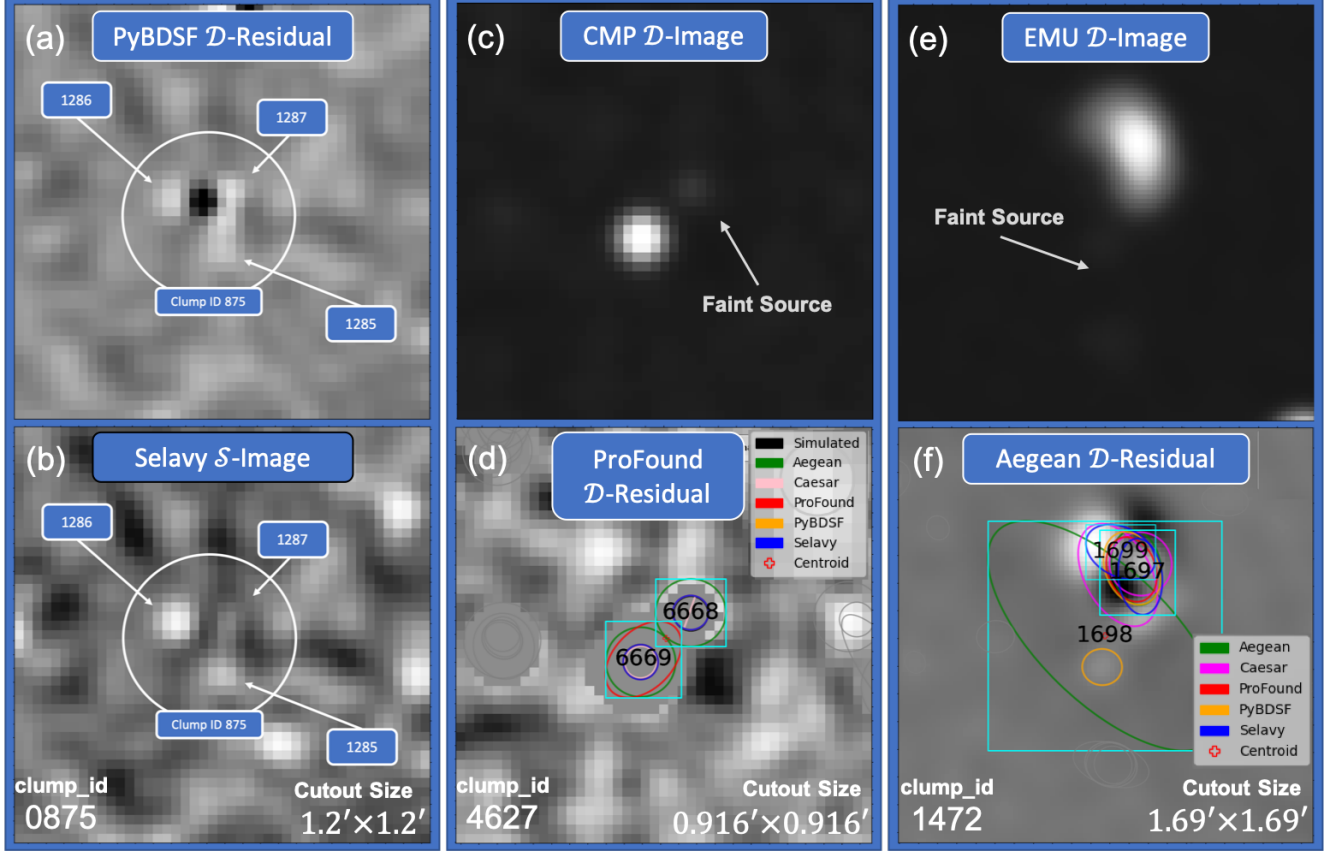 (a)
PyBDSF 𝒟-Residual
1286
1287
Clump ID 875
1285
(b)
Selavy 𝒮-Image
1286
1287
Clump ID 875
1285
clump_id
0875
Cutout Size
1.2′×1.2′
(c)
CMP 𝒟-Image
Faint Source
(d)
ProFound
𝒟-Residual
Simulated
Aegean
Caesar
ProFound
PyBDSF
Selavy
Centroid
6668
6669
clump_id
4627
Cutout Size
0.916′×0.916′
(e)
EMU 𝒟-Image
Faint Source
(f)
Aegean 𝒟-Residual
1699
1697
1698
Aegean
Caesar
ProFound
PyBDSF
Selavy
Centroid
clump_id
1472
Cutout Size
1.69′×1.69′